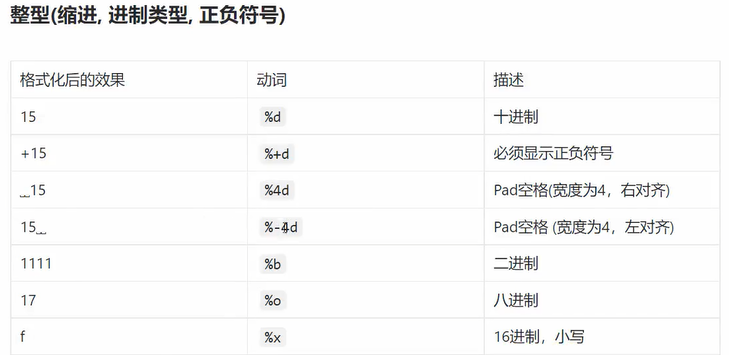 整型(缩进, 进制类型, 正负符号)
格式化后的效果 动词 描述
15 %d 十进制
+15 %+d 必须显示正负符号
␣␣15 %4d Pad空格(宽度为4，右对齐)
15␣␣ %-4d Pad空格 (宽度为4，左对齐)
1111 %b 二进制
17 %o 八进制
f %x 16进制，小写